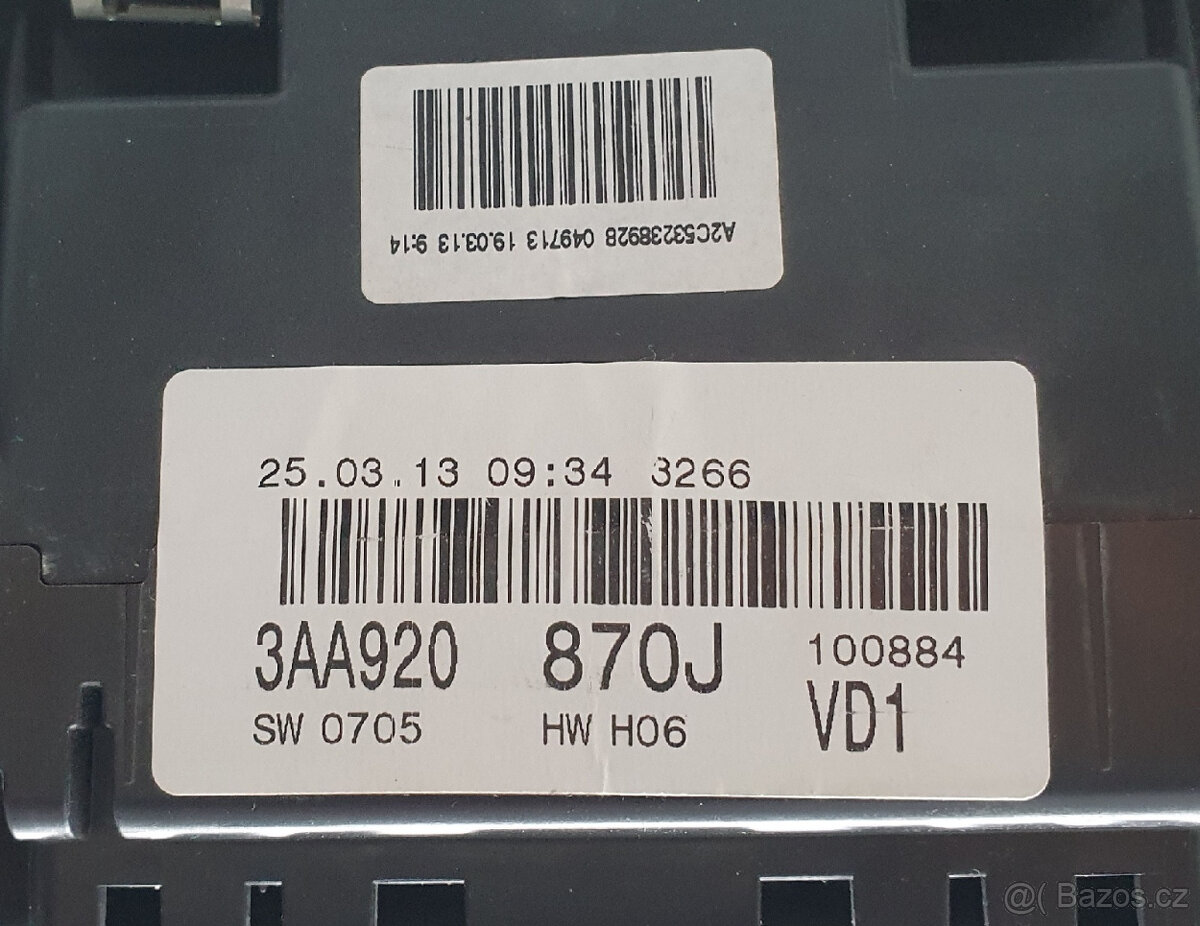 A2C53238928 049713 19.03.13 9:14
25.03.13 09:34 3266
3AA920 870J 100884
SW 0705 HW H06 VD1
@( Bazos.cz